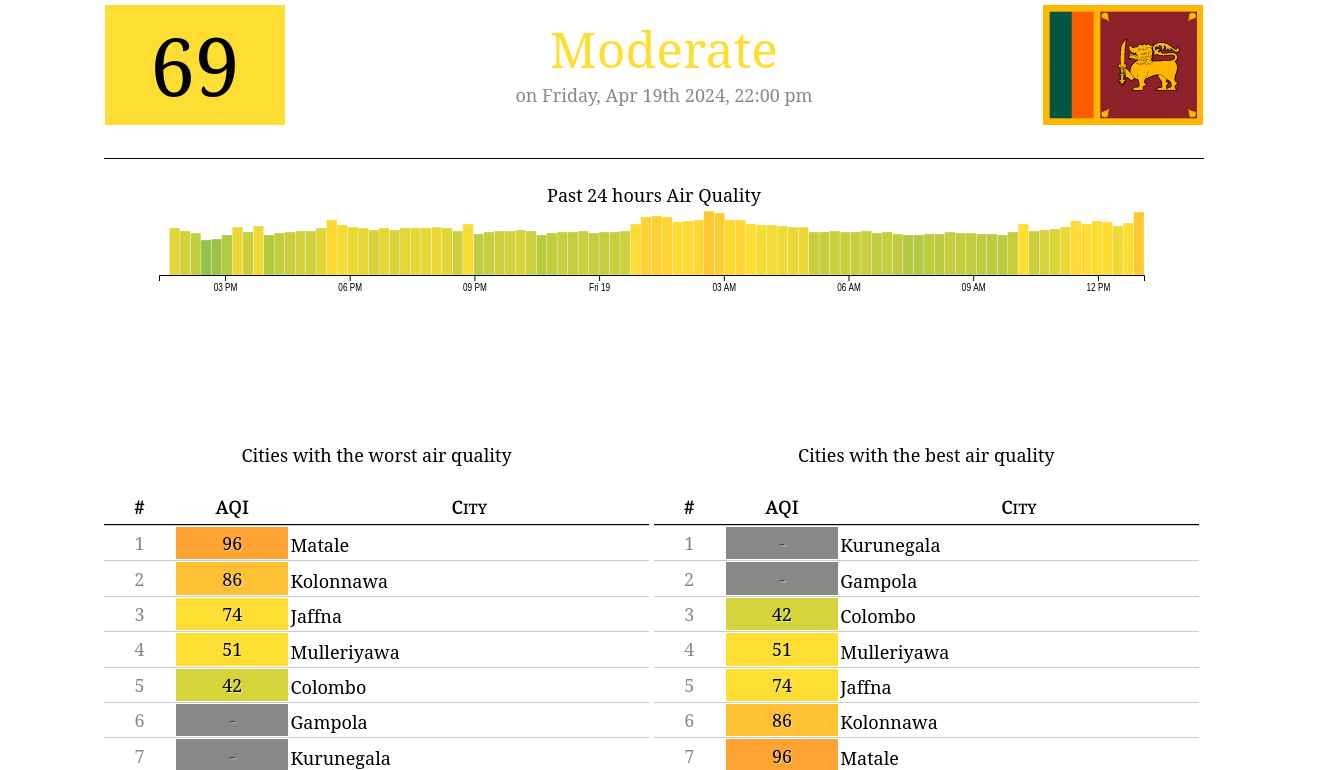 69
Moderate
on Friday, Apr 19th 2024, 22:00 pm
Past 24 hours Air Quality
03 PM 06 PM 09 PM Fri 19 03 AM 06 AM 09 AM 12 PM
Cities with the worst air quality
# AQI City
1 96 Matale
2 86 Kolonnawa
3 74 Jaffna
4 51 Mulleriyawa
5 42 Colombo
6 - Gampola
7 - Kurunegala
Cities with the best air quality
# AQI City
1 - Kurunegala
2 - Gampola
3 42 Colombo
4 51 Mulleriyawa
5 74 Jaffna
6 86 Kolonnawa
7 96 Matale